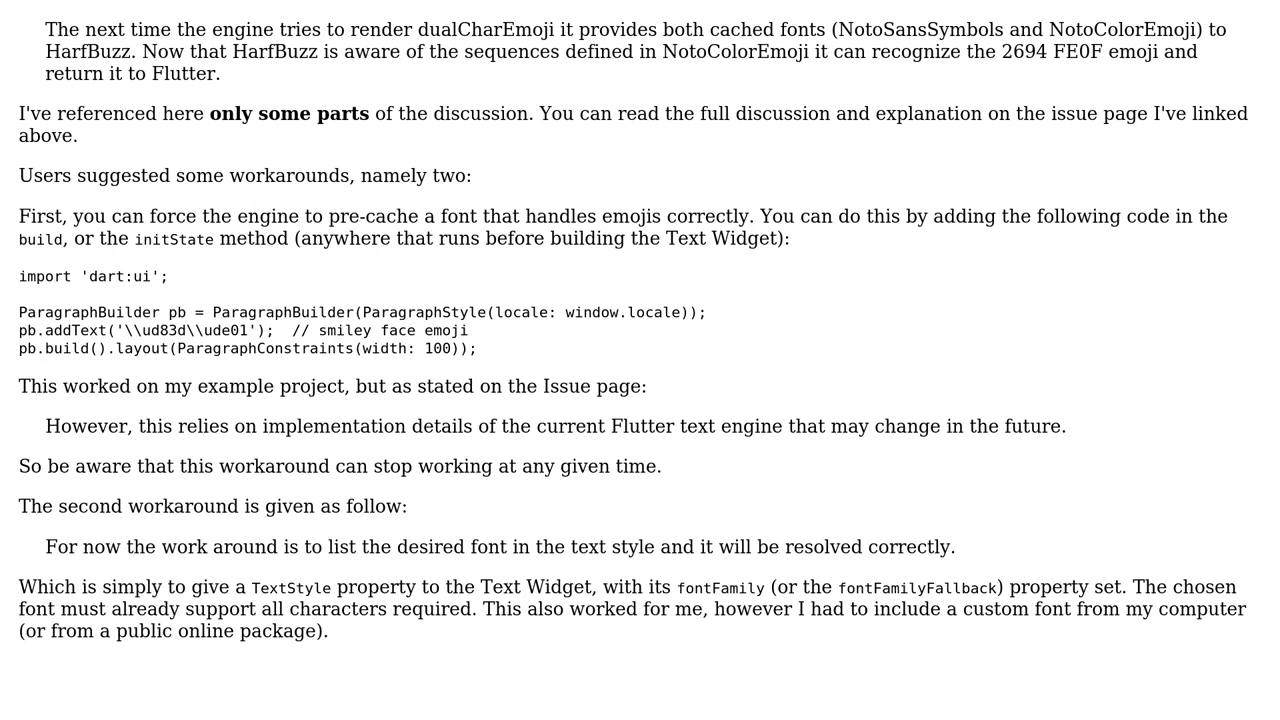 The next time the engine tries to render dualCharEmoji it provides both cached fonts (NotoSansSymbols and NotoColorEmoji) to
HarfBuzz. Now that HarfBuzz is aware of the sequences defined in NotoColorEmoji it can recognize the 2694 FE0F emoji and
return it to Flutter.
I've referenced here only some parts of the discussion. You can read the full discussion and explanation on the issue page I've linked
above.
Users suggested some workarounds, namely two:
First, you can force the engine to pre-cache a font that handles emojis correctly. You can do this by adding the following code in the
build, or the initState method (anywhere that runs before building the Text Widget):
import 'dart:ui';
ParagraphBuilder pb = ParagraphBuilder(ParagraphStyle(locale: window.locale));
pb.addText('\\ud83d\\ude01');  // smiley face emoji
pb.build().layout(ParagraphConstraints(width: 100));
This worked on my example project, but as stated on the Issue page:
However, this relies on implementation details of the current Flutter text engine that may change in the future.
So be aware that this workaround can stop working at any given time.
The second workaround is given as follow:
For now the work around is to list the desired font in the text style and it will be resolved correctly.
Which is simply to give a TextStyle property to the Text Widget, with its fontFamily (or the fontFamilyFallback) property set. The chosen
font must already support all characters required. This also worked for me, however I had to include a custom font from my computer
(or from a public online package).